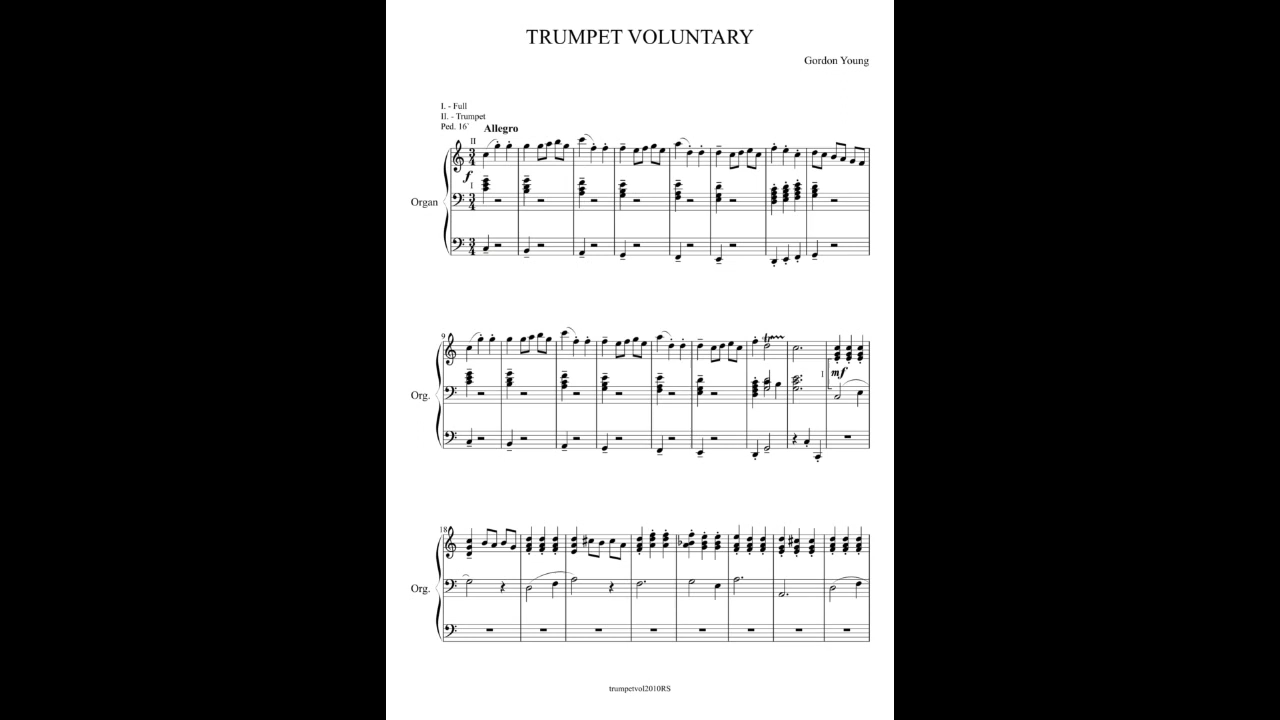 TRUMPET VOLUNTARY
Gordon Young
I. - Full
II. - Trumpet
Ped. 16`
Allegro
II
f
I
Organ
9
I
mf
Org.
18
Org.
trumpetvol2010RS